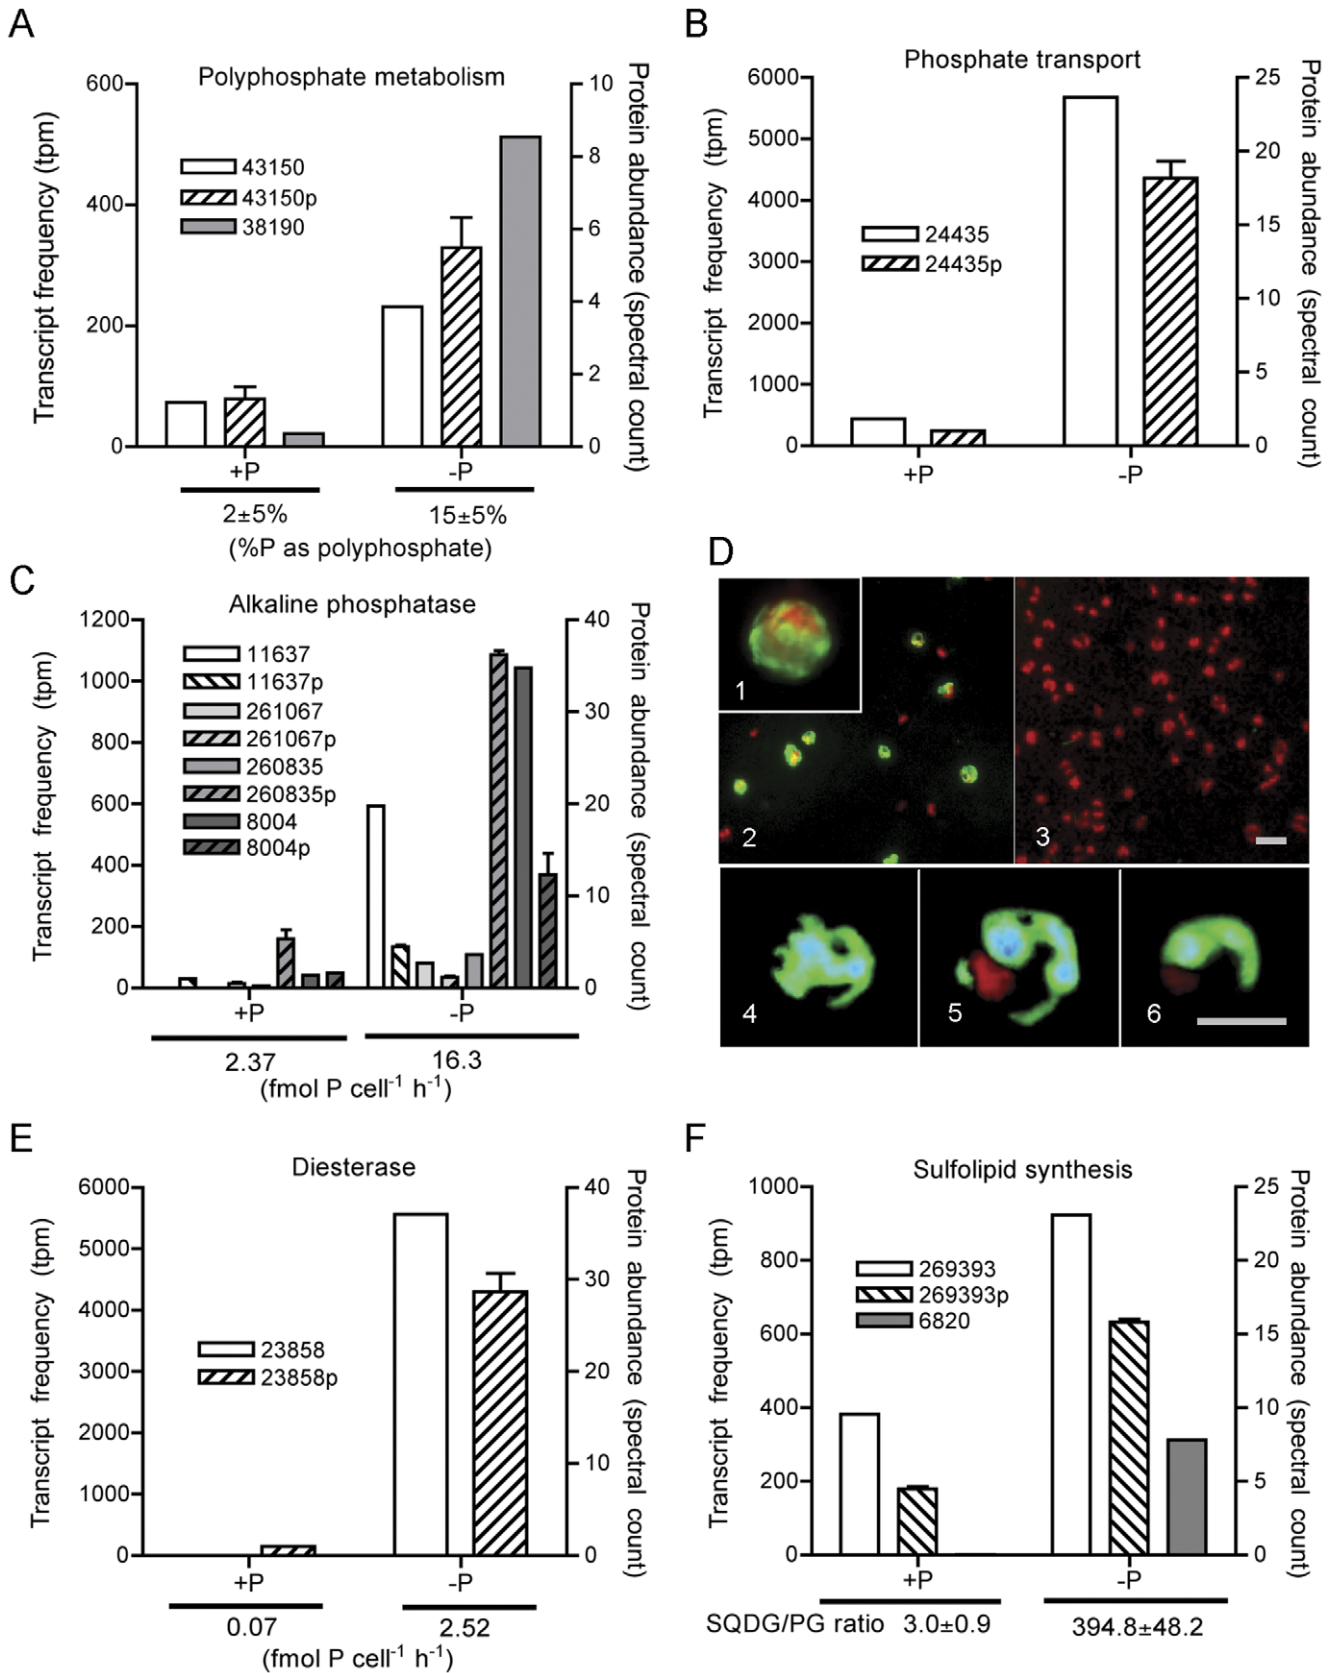 A
Polyphosphate metabolism
Transcript frequency (tpm)
600
400
200
0
43150
43150p
38190
10
8
6
4
2
0
Protein abundance (spectral count)
+P
-P
2±5%
15±5%
(%P as polyphosphate)
B
Phosphate transport
Transcript frequency (tpm)
6000
5000
4000
3000
2000
1000
0
24435
24435p
25
20
15
10
5
0
Protein abundance (spectral count)
+P
-P
C
Alkaline phosphatase
Transcript frequency (tpm)
1200
1000
800
600
400
200
0
11637
11637p
261067
261067p
260835
260835p
8004
8004p
40
30
20
10
0
Protein abundance (spectral count)
+P
-P
2.37
16.3
(fmol P cell-1 h-1)
D
1
2
3
4
5
6
E
Diesterase
Transcript frequency (tpm)
6000
5000
4000
3000
2000
1000
0
23858
23858p
40
30
20
10
0
Protein abundance (spectral count)
+P
-P
0.07
2.52
(fmol P cell-1 h-1)
F
Sulfolipid synthesis
Transcript frequency (tpm)
1000
800
600
400
200
0
269393
269393p
6820
25
20
15
10
5
0
Protein abundance (spectral count)
+P
-P
SQDG/PG ratio 3.0±0.9 394.8±48.2